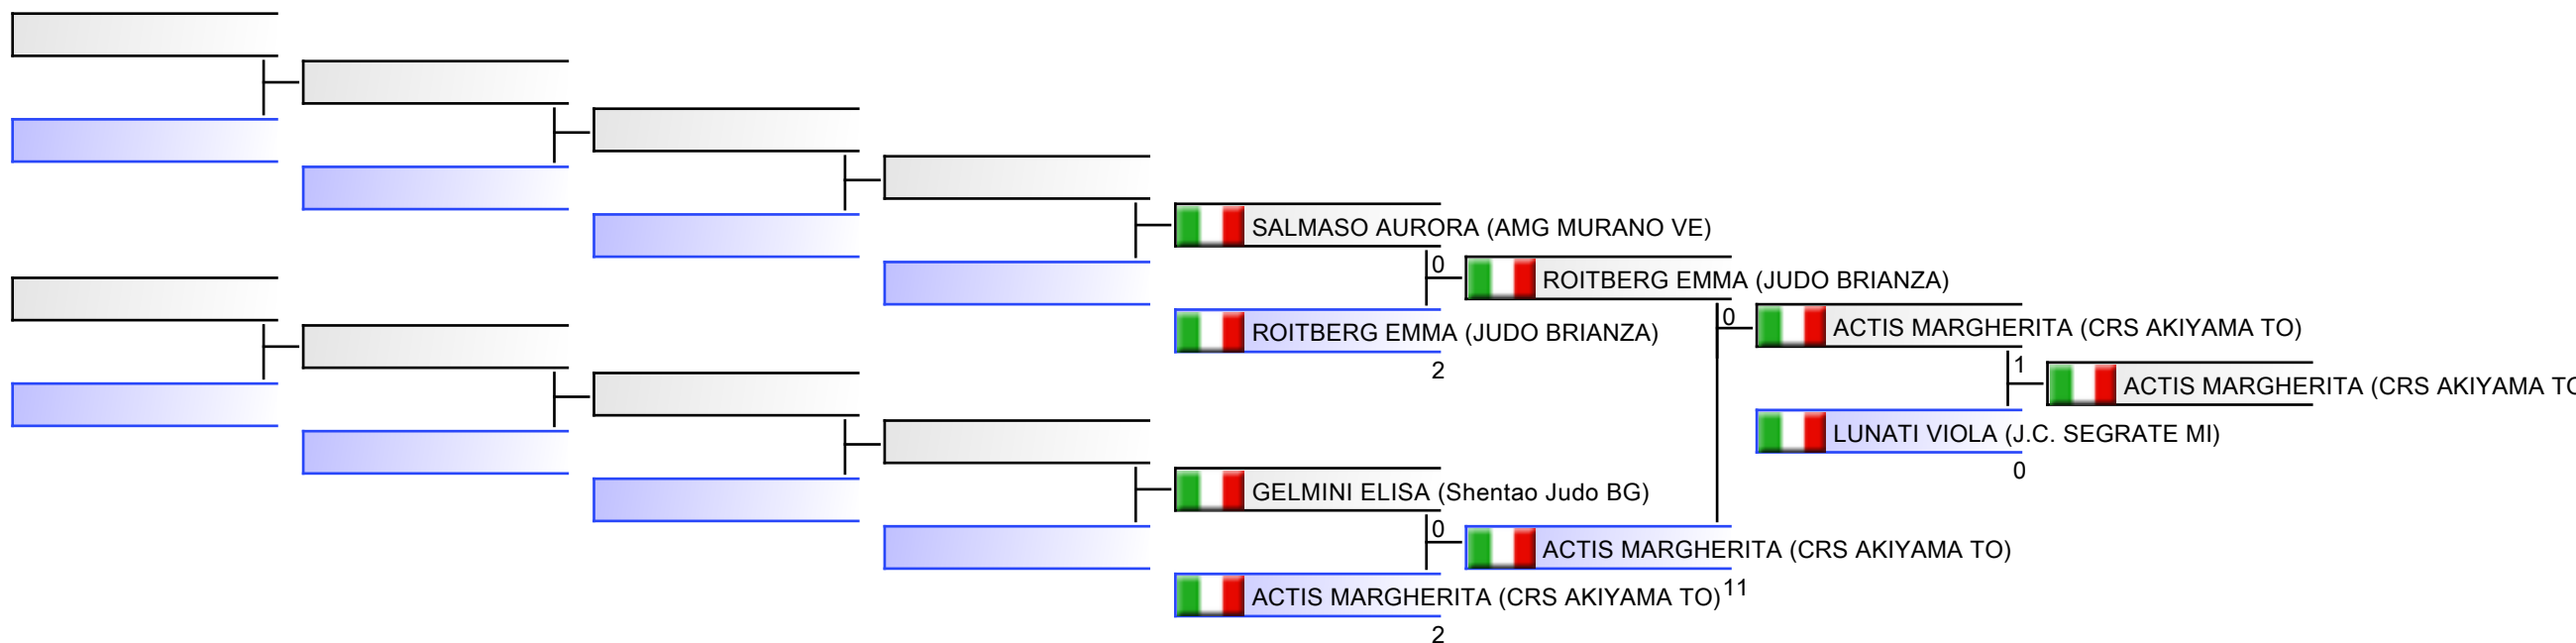 SALMASO AURORA (AMG MURANO VE)
0
ROITBERG EMMA (JUDO BRIANZA)
0
ROITBERG EMMA (JUDO BRIANZA)
2
ACTIS MARGHERITA (CRS AKIYAMA TO)
1
ACTIS MARGHERITA (CRS AKIYAMA TO
LUNATI VIOLA (J.C. SEGRATE MI)
0
GELMINI ELISA (Shentao Judo BG)
0
ACTIS MARGHERITA (CRS AKIYAMA TO)
11
ACTIS MARGHERITA (CRS AKIYAMA TO)
2